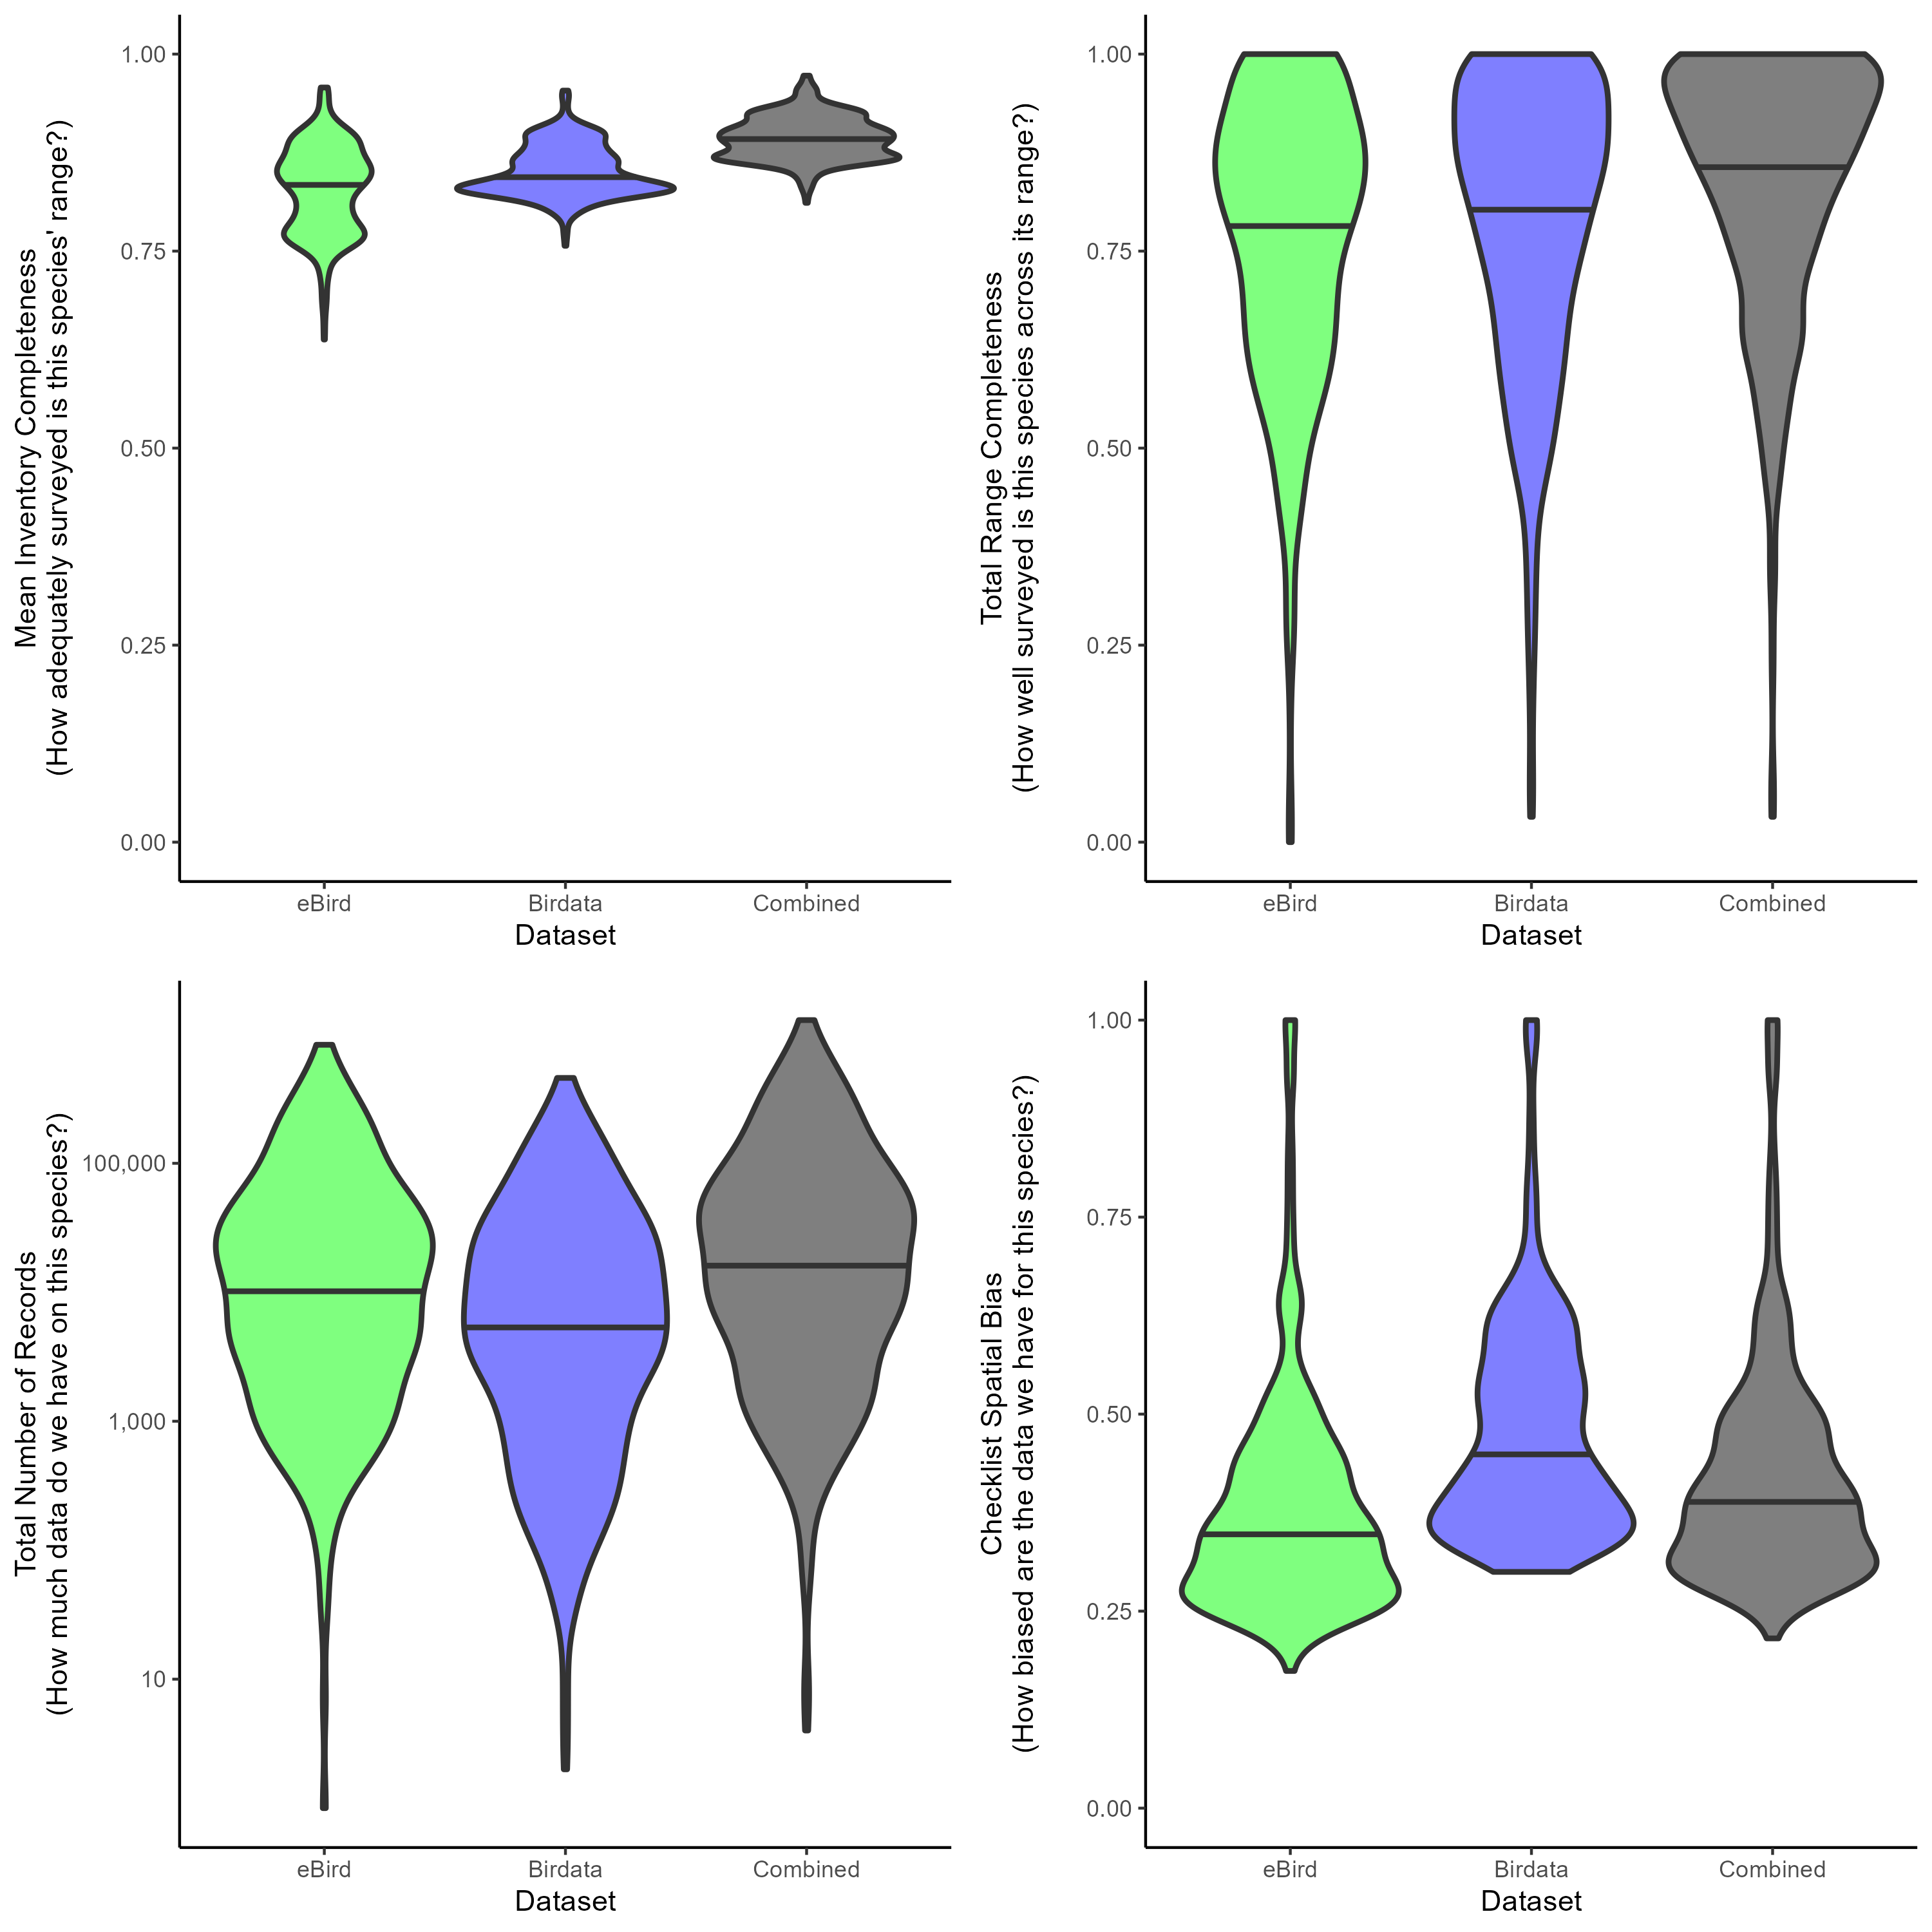 Mean Inventory Completeness
(How adequately surveyed is this species' range?)
1.00
0.75
0.50
0.25
0.00
eBird
Birdata
Combined
Dataset
Total Range Completeness
(How well surveyed is this species across its range?)
1.00
0.75
0.50
0.25
0.00
eBird
Birdata
Combined
Dataset
Total Number of Records
(How much data do we have on this species?)
100,000
1,000
10
eBird
Birdata
Combined
Dataset
Checklist Spatial Bias
(How biased are the data we have for this species?)
1.00
0.75
0.50
0.25
0.00
eBird
Birdata
Combined
Dataset